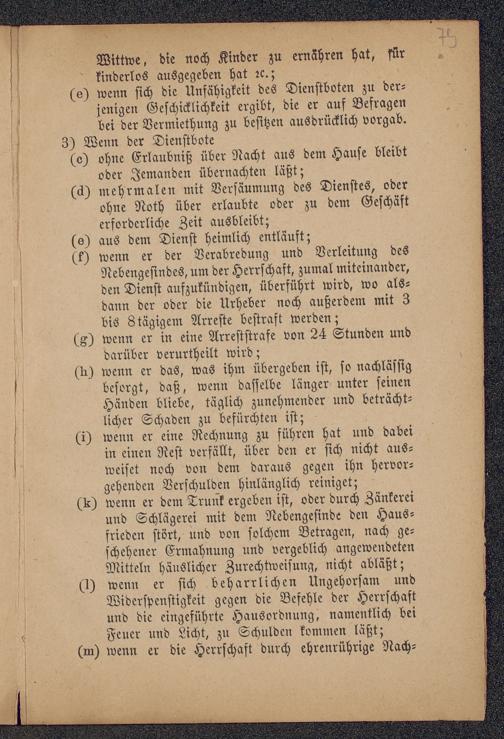 75
Wittwe, die noch Kinder zu ernähren hat, für
kinderlos ausgegeben hat ꝛc.;
(e) wenn sich die Unfähigkeit des Dienstboten zu der-
jenigen Geschicklichkeit ergibt, die er auf Befragen
bei der Vermiethung zu besitzen ausdrücklich vorgab.
3) Wenn der Dienstbote
(c) ohne Erlaubniß über Nacht aus dem Hause bleibt
oder Jemanden übernachten läßt;
(d) mehrmalen mit Versäumung des Dienstes, oder
ohne Noth über erlaubte oder zu dem Geschäft
erforderliche Zeit ausbleibt;
(e) aus dem Dienst heimlich entläuft;
(f) wenn er der Verabredung und Verleitung des
Nebengesindes, um der Herrschaft, zumal miteinander,
den Dienst aufzukündigen, überführt wird, wo als-
dann der oder die Urheber noch außerdem mit 3
bis 8tägigem Arreste bestraft werden;
(g) wenn er in eine Arreststrafe von 24 Stunden und
darüber verurtheilt wird;
(h) wenn er das, was ihm übergeben ist, so nachlässig
besorgt, daß, wenn dasselbe länger unter seinen
Händen bliebe, täglich zunehmender und beträcht-
licher Schaden zu befürchten ist;
(i) wenn er eine Rechnung zu führen hat und dabei
in einen Rest verfällt, über den er sich nicht aus-
weiset noch von dem daraus gegen ihn hervor-
gehenden Verschulden hinlänglich reiniget;
(k) wenn er dem Trunk ergeben ist, oder durch Zänkerei
und Schlägerei mit dem Nebengesinde den Haus-
frieden stört, und von solchem Betragen, nach ge-
schehener Ermahnung und vergeblich angewendeten
Mitteln häuslicher Zurechtweisung, nicht abläßt;
(l) wenn er sich beharrlichen Ungehorsam und
Widerspenstigkeit gegen die Befehle der Herrschaft
und die eingeführte Hausordnung, namentlich bei
Feuer und Licht, zu Schulden kommen läßt;
(m) wenn er die Herrschaft durch ehrenrührige Nach-